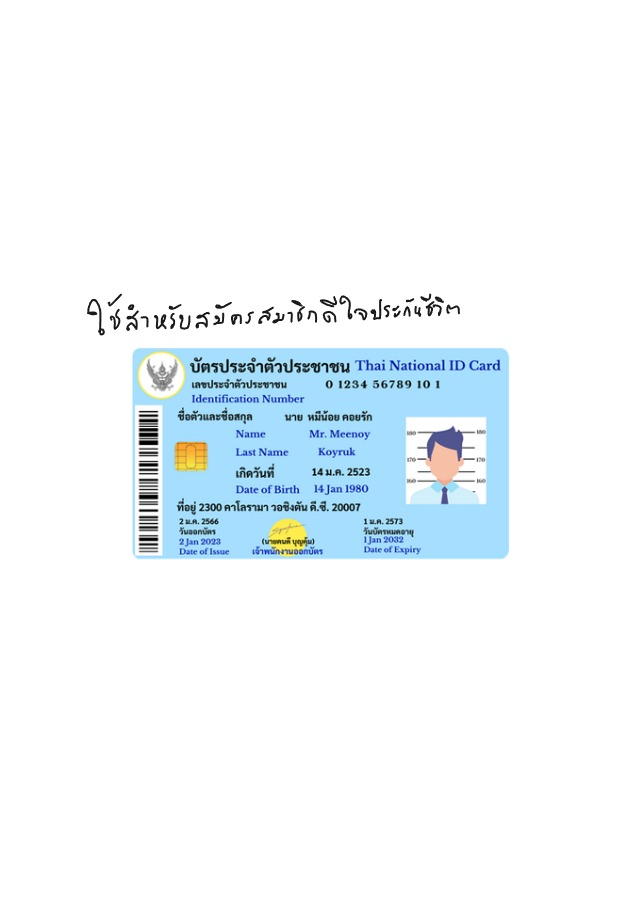 ใช้สำหรับสมัครสมาชิกดีใจประกันชีวิต
บัตรประจำตัวประชาชน Thai National ID Card
เลขประจำตัวประชาชน 0 1234 56789 10 1
Identification Number
ชื่อตัวและชื่อสกุล นาย หมีน้อย คอยรัก
Name Mr. Meenoy
Last Name Koyruk
เกิดวันที่ 14 ม.ค. 2523
Date of Birth 14 Jan 1980
ที่อยู่ 2300 คาโลรามา วอชิงตัน ดี.ซี. 20007
180 180
170 170
160 160
2 ม.ค. 2566
วันออกบัตร
2 Jan 2023
Date of Issue
(นายคนดี บุญคุ้ม)
เจ้าพนักงานออกบัตร
1 ม.ค. 2573
วันบัตรหมดอายุ
1 Jan 2032
Date of Expiry